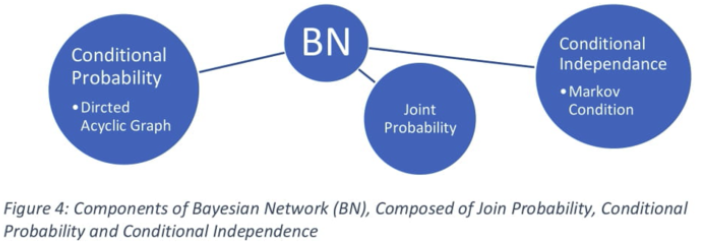 BN
Conditional
Probability
•Dircted
Acyclic Graph
Joint
Probability
Conditional
Independance
•Markov
Condition
Figure 4: Components of Bayesian Network (BN), Composed of Join Probability, Conditional
Probability and Conditional Independence